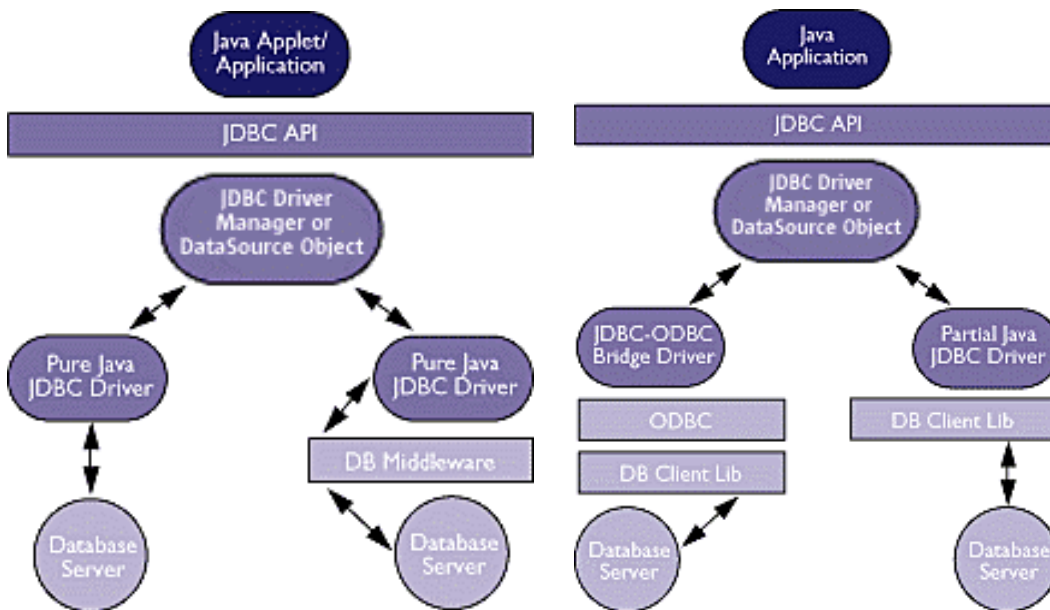 Java Applet/
Application
JDBC API
JDBC Driver
Manager or
DataSource Object
Pure Java
JDBC Driver
Pure Java
JDBC Driver
DB Middleware
Database
Server
Database
Server
Java
Application
JDBC API
JDBC Driver
Manager or
DataSource Object
JDBC-ODBC
Bridge Driver
Partial Java
JDBC Driver
ODBC
DB Client Lib
DB Client Lib
Database
Server
Database
Server